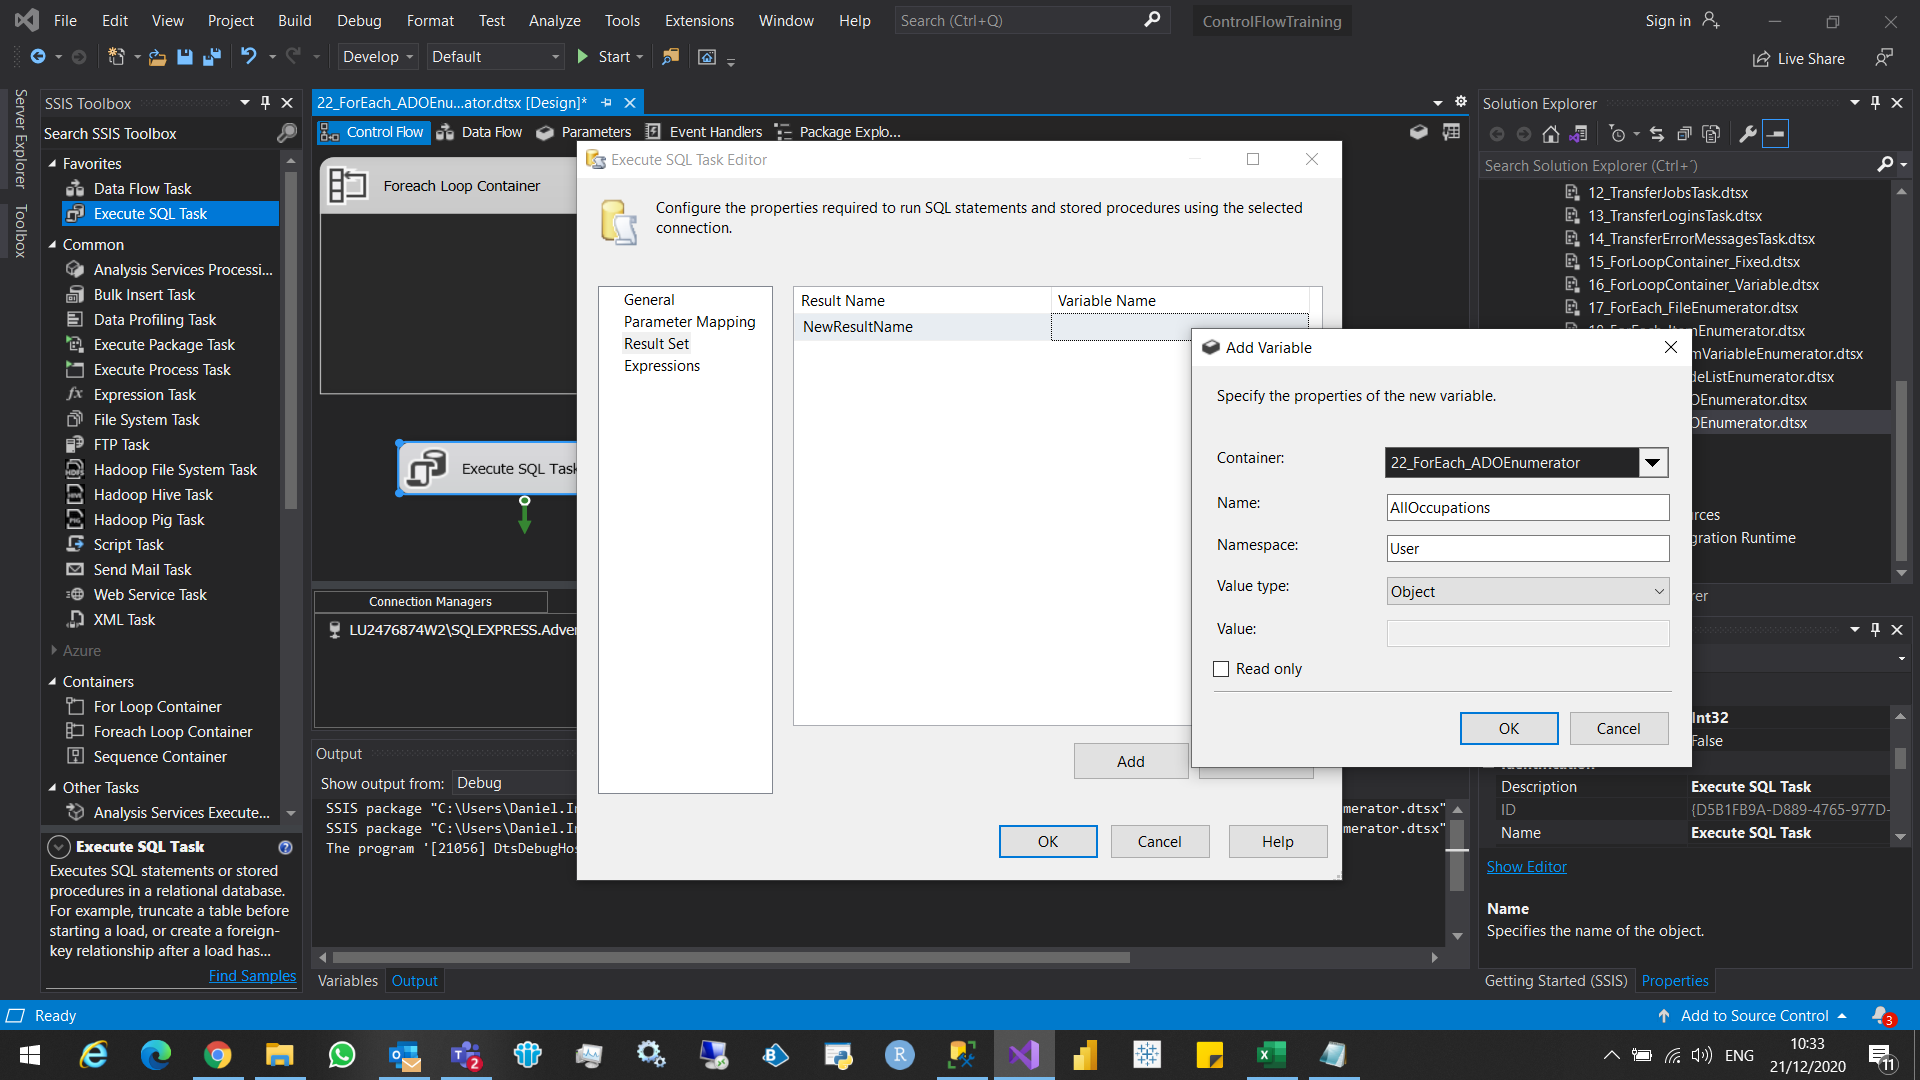 File Edit View Project Build Debug Format Test Analyze Tools Extensions Window Help Search (Ctrl+Q) ControlFlowTraining Sign in
Develop Default Start Live Share
Server Explorer
Toolbox
SSIS Toolbox
Search SSIS Toolbox
Favorites
Data Flow Task
Execute SQL Task
Common
Analysis Services Processi...
Bulk Insert Task
Data Profiling Task
Execute Package Task
Execute Process Task
Expression Task
File System Task
FTP Task
Hadoop File System Task
Hadoop Hive Task
Hadoop Pig Task
Script Task
Send Mail Task
Web Service Task
XML Task
Azure
Containers
For Loop Container
Foreach Loop Container
Sequence Container
Other Tasks
Analysis Services Execute...
Execute SQL Task
Executes SQL statements or stored
procedures in a relational database.
For example, truncate a table before
starting a load, or create a foreign-
key relationship after a load has...
Find Samples
22_ForEach_ADOEnu...ator.dtsx [Design]*
Control Flow Data Flow Parameters Event Handlers Package Explo...
Foreach Loop Container
Execute SQL Task
Connection Managers
LU2476874W2\SQLEXPRESS.Adver
Output
Show output from: Debug
SSIS package "C:\Users\Daniel.In
SSIS package "C:\Users\Daniel.In
The program '[21056] DtsDebugHos
merator.dtsx"
merator.dtsx"
Variables Output
Execute SQL Task Editor
Configure the properties required to run SQL statements and stored procedures using the selected
connection.
General
Parameter Mapping
Result Set
Expressions
Result Name Variable Name
NewResultName
Add
OK Cancel Help
Add Variable
Specify the properties of the new variable.
Container: 22_ForEach_ADOEnumerator
Name: AllOccupations
Namespace: User
Value type: Object
Value:
Read only
OK Cancel
Solution Explorer
Search Solution Explorer (Ctrl+¨)
12_TransferJobsTask.dtsx
13_TransferLoginsTask.dtsx
14_TransferErrorMessagesTask.dtsx
15_ForLoopContainer_Fixed.dtsx
16_ForLoopContainer_Variable.dtsx
17_ForEach_FileEnumerator.dtsx
18_ForEach_ItemEnumerator.dtsx
mVariableEnumerator.dtsx
deListEnumerator.dtsx
OEnumerator.dtsx
OEnumerator.dtsx
rces
gration Runtime
rer
Int32
False
Identification
Description Execute SQL Task
ID {D5B1FB9A-D889-4765-977D-
Name Execute SQL Task
Show Editor
Name
Specifies the name of the object.
Getting Started (SSIS) Properties
Ready Add to Source Control 3
2 ENG 10:33
21/12/2020 11